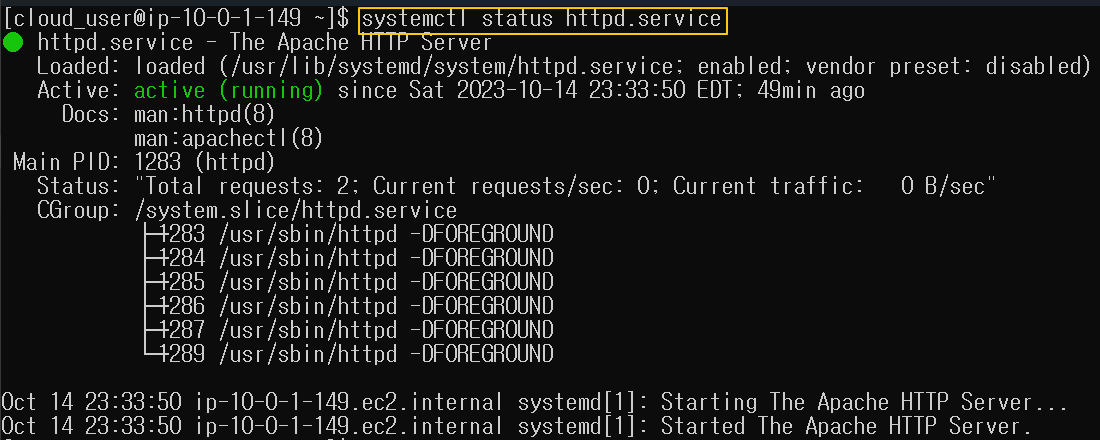 [cloud_user@ip-10-0-1-149 ~]$ systemctl status httpd.service
● httpd.service - The Apache HTTP Server
   Loaded: loaded (/usr/lib/systemd/system/httpd.service; enabled; vendor preset: disabled)
   Active: active (running) since Sat 2023-10-14 23:33:50 EDT; 49min ago
     Docs: man:httpd(8)
           man:apachectl(8)
 Main PID: 1283 (httpd)
   Status: "Total requests: 2; Current requests/sec: 0; Current traffic:   0 B/sec"
   CGroup: /system.slice/httpd.service
           ├─1283 /usr/sbin/httpd -DFOREGROUND
           ├─1284 /usr/sbin/httpd -DFOREGROUND
           ├─1285 /usr/sbin/httpd -DFOREGROUND
           ├─1286 /usr/sbin/httpd -DFOREGROUND
           ├─1287 /usr/sbin/httpd -DFOREGROUND
           └─1289 /usr/sbin/httpd -DFOREGROUND
Oct 14 23:33:50 ip-10-0-1-149.ec2.internal systemd[1]: Starting The Apache HTTP Server...
Oct 14 23:33:50 ip-10-0-1-149.ec2.internal systemd[1]: Started The Apache HTTP Server.